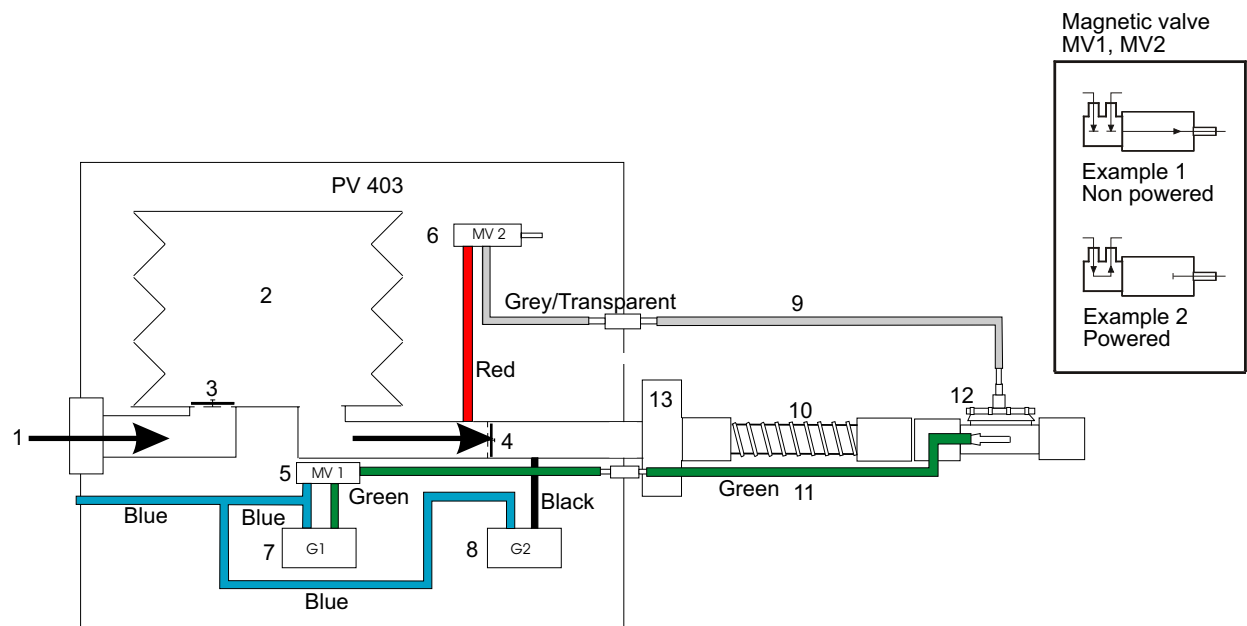 Magnetic valve
MV1, MV2
Example 1
Non powered
Example 2
Powered
PV 403
6
MV 2
2
Grey/Transparent
9
Red
3
13
10
12
1
4
5
MV 1
Green
Black
Green
11
Blue
Blue
7
G1
8
G2
Blue